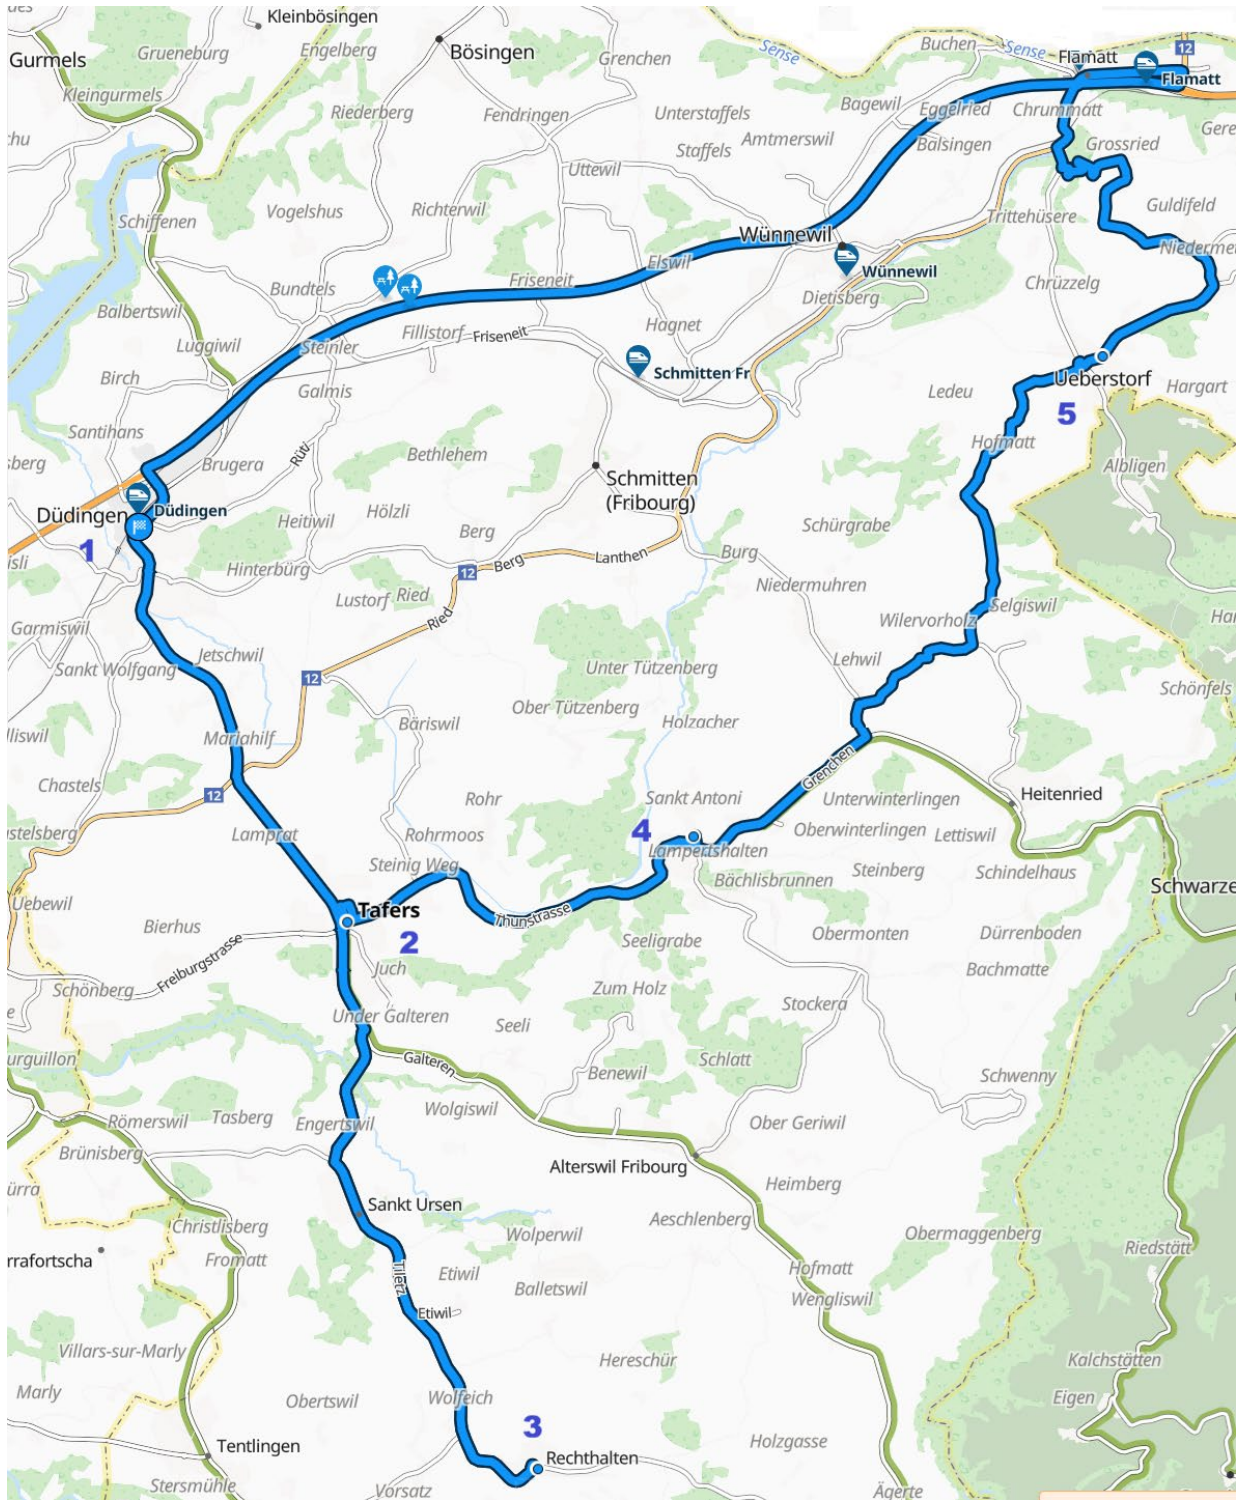 Kleinbösingen
Gurmels
Grueneburg
Engelberg
Bösingen
Grenchen
Sense
Buchen
Sense
Flamatt
12
Flamatt
Kleingurmels
Riederberg
Fendringen
Unterstaffels
Bagewil
Eggelried
Chrummatt
Amtmerswil
Staffels
Balsingen
Grossried
Uttewil
Schiffenen
Vogelshus
Richterwil
Trittehüsere
Guldifeld
Wünnewil
Elswil
Wünnewil
Bundtels
Friseneit
Dietisberg
Chrüzzelg
Balbertswil
Fillistorf
Friseneit
Hagnet
Luggiwil
Steinler
Birch
Galmis
Schmitten Fr
Ledeu
Ueberstorf
Hargart
5
Santihans
Brugera
Rüti
Bethlehem
Hofmatt
Albligen
Schmitten
(Fribourg)
Düdingen
Düdingen
1
Heitiwil
Hölzli
Berg
Schürgrabe
Hinterbürg
12
Berg
Lanthen
Burg
Niedermuhren
Lustorf
Ried
Ried
Selgiswil
Wilervorholz
Garmiswil
Jetschwil
Sankt Wolfgang
12
Unter Tützenberg
Lehwil
Schönfels
Ober Tützenberg
Holzacher
Bäriswil
Mariahilf
Chastels
12
Rohr
Sankt Antoni
Grenchen
Unterwinterlingen
Heitenried
Lamprat
Rohrmoos
4
Lampertshalten
Oberwinterlingen
Lettiswil
Steinig Weg
Bächlisbrunnen
Steinberg
Schindelhaus
Uebewil
Bierhus
Tafers
Thunstrasse
2
Freiburgstrasse
Seeligrabe
Obermonten
Dürrenboden
Juch
Bachmatte
Schönberg
Zum Holz
Stockera
Under Galteren
Seeli
Galteren
Benewil
Schlatt
Schwenny
Römerswil
Tasberg
Engertswil
Wolgiswil
Ober Geriwil
Brünisberg
Alterswil Fribourg
Heimberg
Sankt Ursen
Christlisberg
Aeschlenberg
Obermaggenberg
Wolperwil
Fromatt
Riedstätt
Tiletz
Etiwil
Balletswil
Hofmatt
Wengliswil
Etiwil
Villars-sur-Marly
Hereschür
Kalchstätten
Marly
Obertswil
Wolfeich
Eigen
3
Tentlingen
Rechthalten
Holzgasse
Stersmühle
Vorsatz
Ägerte